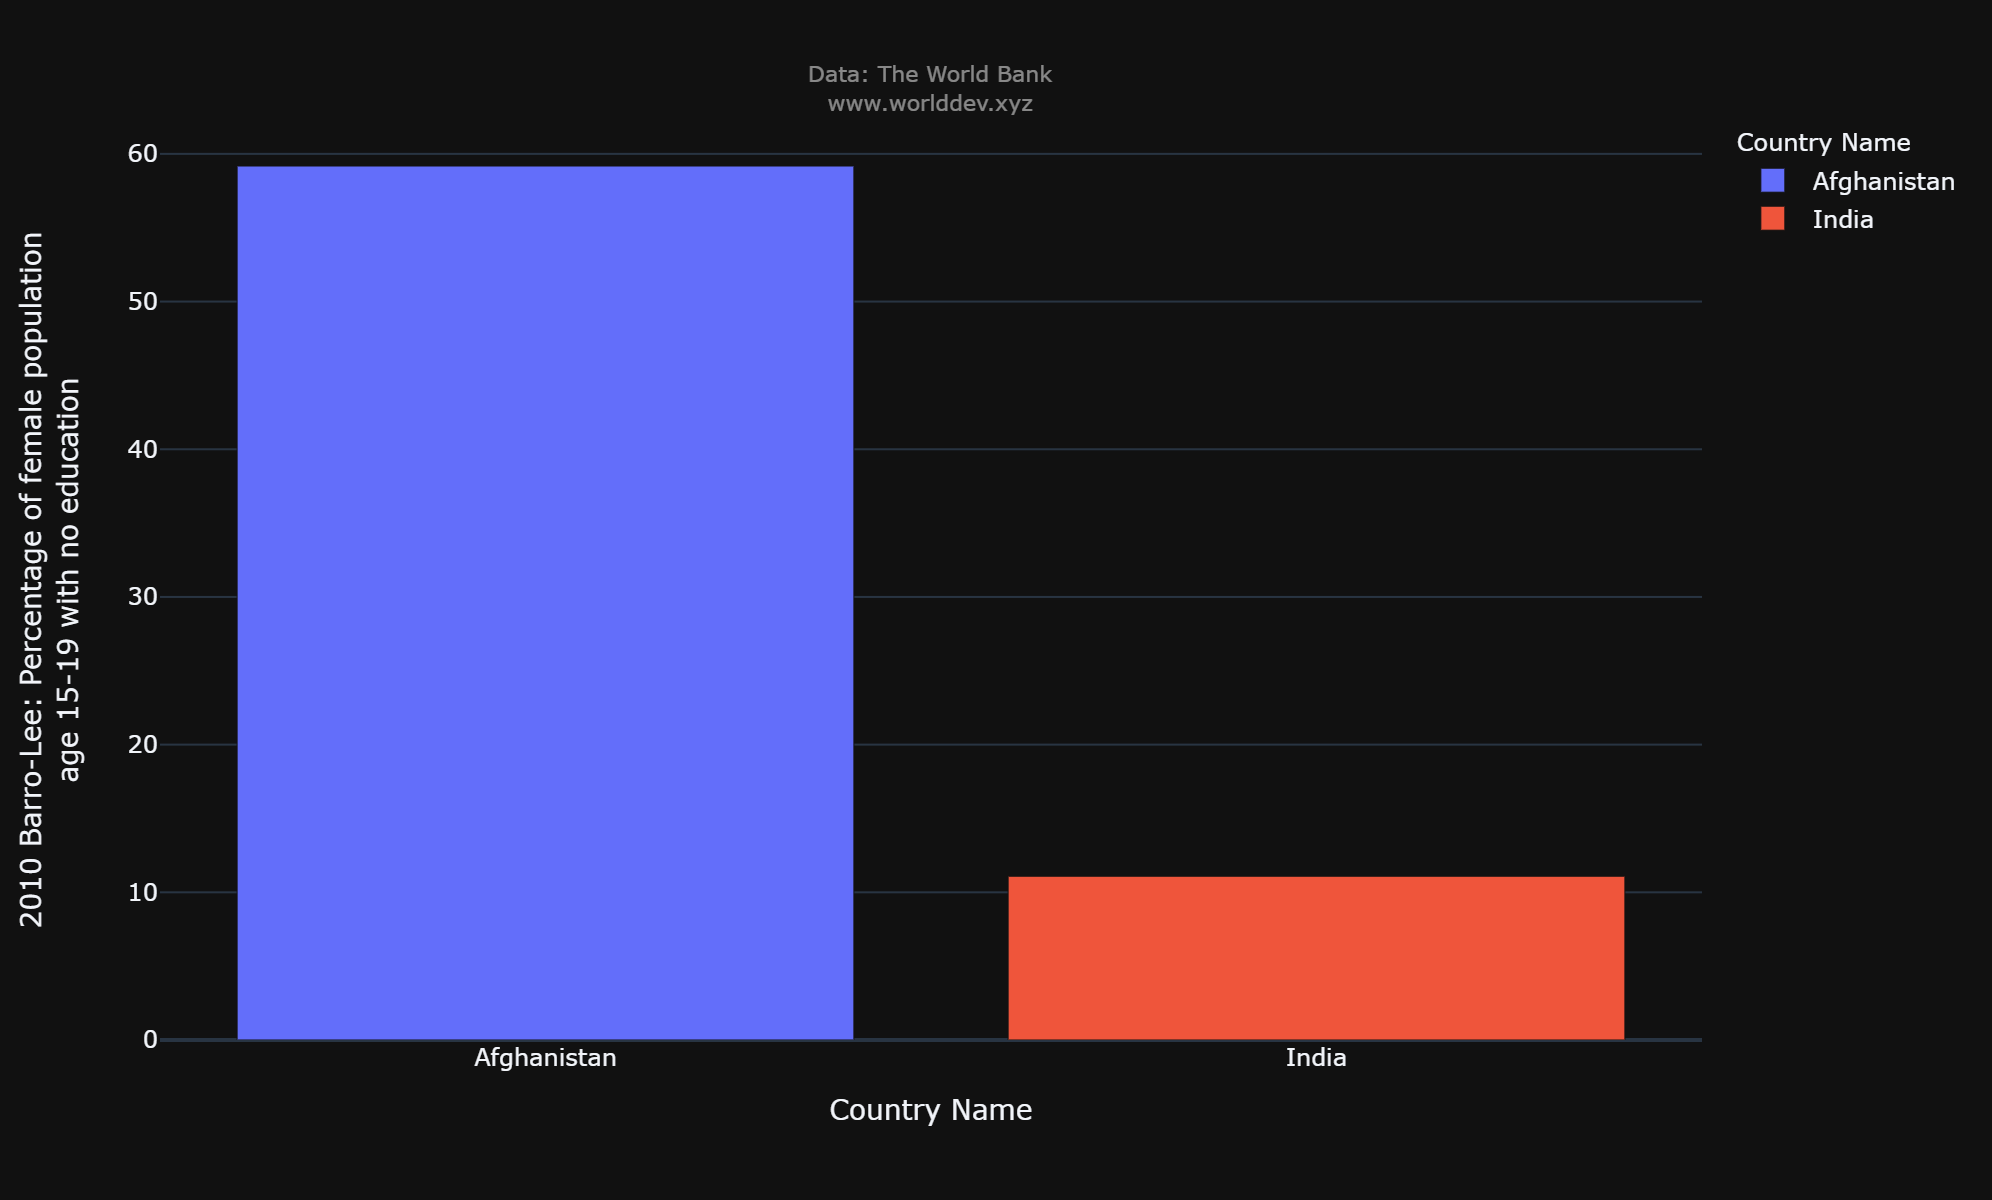 Data: The World Bank
www.worlddev.xyz
2010 Barro-Lee: Percentage of female population
age 15-19 with no education
60
50
40
30
20
10
0
Afghanistan
India
Country Name
Country Name
Afghanistan
India